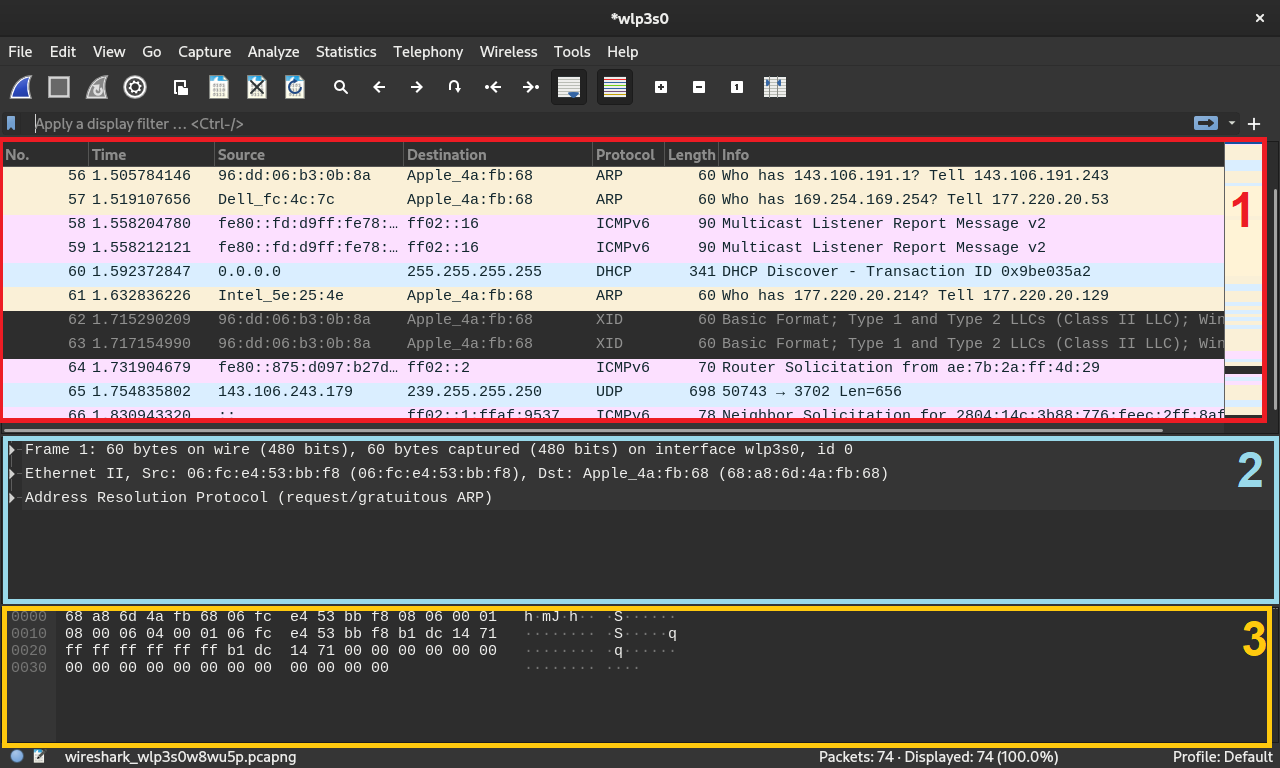 *wlp3s0
File Edit View Go Capture Analyze Statistics Telephony Wireless Tools Help
Apply a display filter … <Ctrl-/>
No. Time Source Destination Protocol Length Info
56 1.505784146 96:dd:06:b3:0b:8a Apple_4a:fb:68 ARP 60 Who has 143.106.191.1? Tell 143.106.191.243
57 1.519107656 Dell_fc:4c:7c Apple_4a:fb:68 ARP 60 Who has 169.254.169.254? Tell 177.220.20.53
58 1.558204780 fe80::fd:d9ff:fe78:… ff02::16 ICMPv6 90 Multicast Listener Report Message v2
59 1.558212121 fe80::fd:d9ff:fe78:… ff02::16 ICMPv6 90 Multicast Listener Report Message v2
60 1.592372847 0.0.0.0 255.255.255.255 DHCP 341 DHCP Discover - Transaction ID 0x9be035a2
61 1.632836226 Intel_5e:25:4e Apple_4a:fb:68 ARP 60 Who has 177.220.20.214? Tell 177.220.20.129
62 1.715290209 96:dd:06:b3:0b:8a Apple_4a:fb:68 XID 60 Basic Format; Type 1 and Type 2 LLCs (Class II LLC); Win
63 1.717154990 96:dd:06:b3:0b:8a Apple_4a:fb:68 XID 60 Basic Format; Type 1 and Type 2 LLCs (Class II LLC); Win
64 1.731904679 fe80::875:d097:b27d… ff02::2 ICMPv6 70 Router Solicitation from ae:7b:2a:ff:4d:29
65 1.754835802 143.106.243.179 239.255.255.250 UDP 698 50743 → 3702 Len=656
66 1.830943320 :: ff02::1:ffaf:9537 ICMPv6 78 Neighbor Solicitation for 2804:14c:3b88:776:feec:2ff:8af
1
Frame 1: 60 bytes on wire (480 bits), 60 bytes captured (480 bits) on interface wlp3s0, id 0
Ethernet II, Src: 06:fc:e4:53:bb:f8 (06:fc:e4:53:bb:f8), Dst: Apple_4a:fb:68 (68:a8:6d:4a:fb:68)
Address Resolution Protocol (request/gratuitous ARP)
2
0000 68 a8 6d 4a fb 68 06 fc e4 53 bb f8 08 06 00 01 h·mJ·h·· ·S······
0010 08 00 06 04 00 01 06 fc e4 53 bb f8 b1 dc 14 71 ········ ·S·····q
0020 ff ff ff ff ff ff b1 dc 14 71 00 00 00 00 00 00 ········ ·q······
0030 00 00 00 00 00 00 00 00 00 00 00 00 ········ ····
3
wireshark_wlp3s0w8wu5p.pcapng Packets: 74 · Displayed: 74 (100.0%) Profile: Default